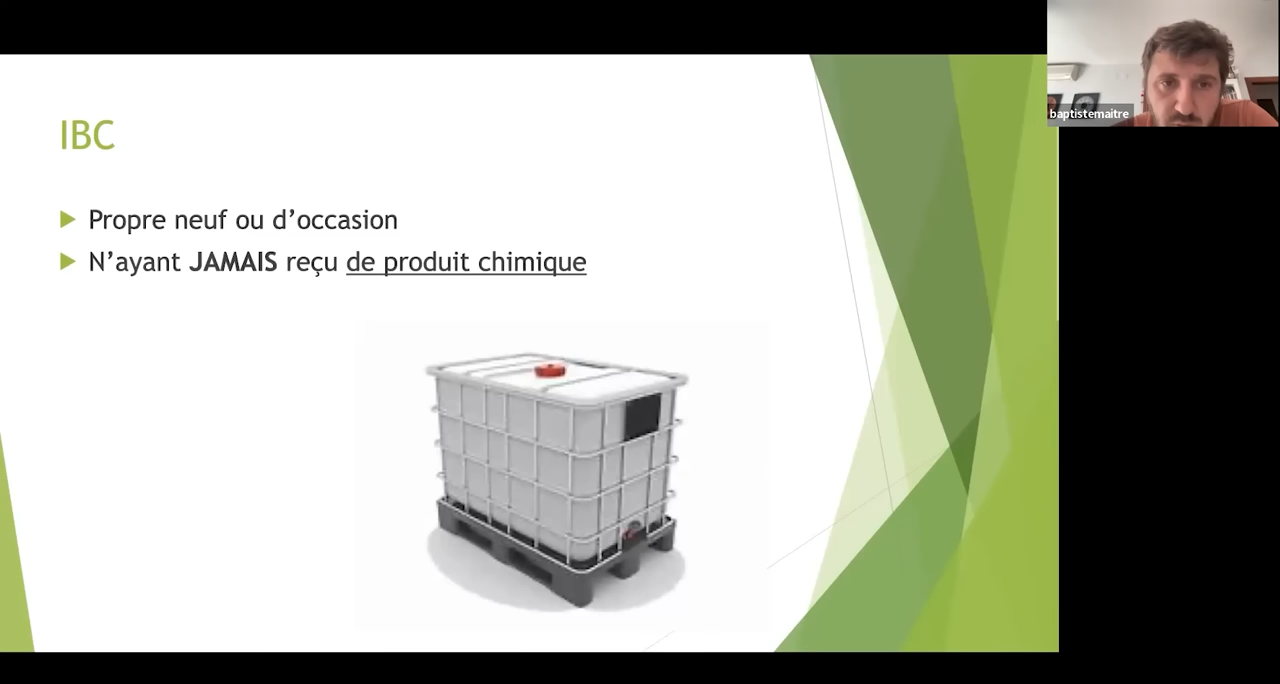 IBC
Propre neuf ou d’occasion
N’ayant JAMAIS reçu de produit chimique
baptistemaitre